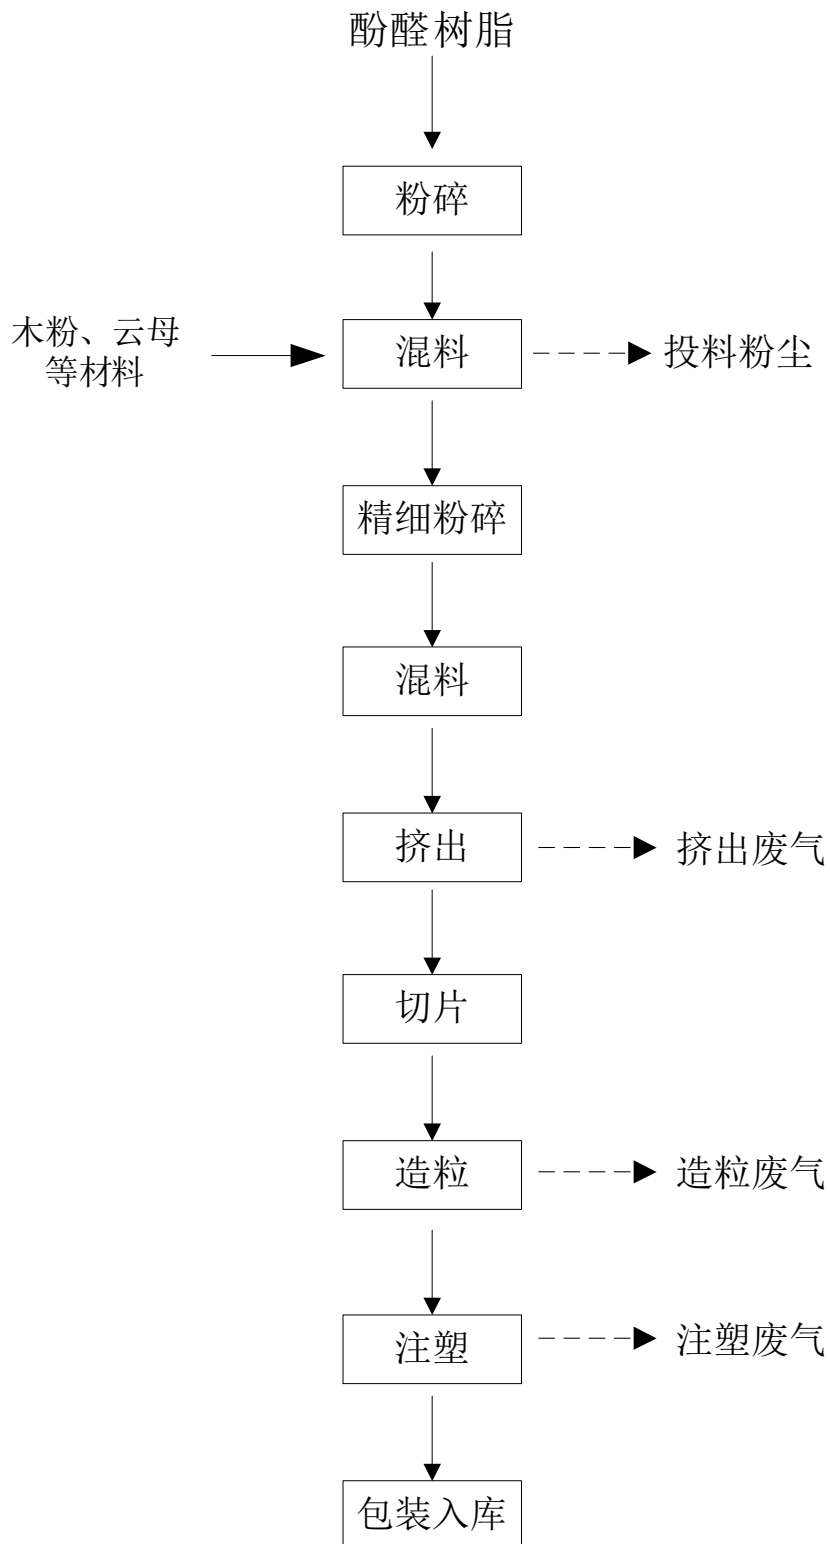 酚醛树脂
粉碎
木粉、云母
等材料
混料
投料粉尘
精细粉碎
混料
挤出
挤出废气
切片
造粒
造粒废气
注塑
注塑废气
包装入库